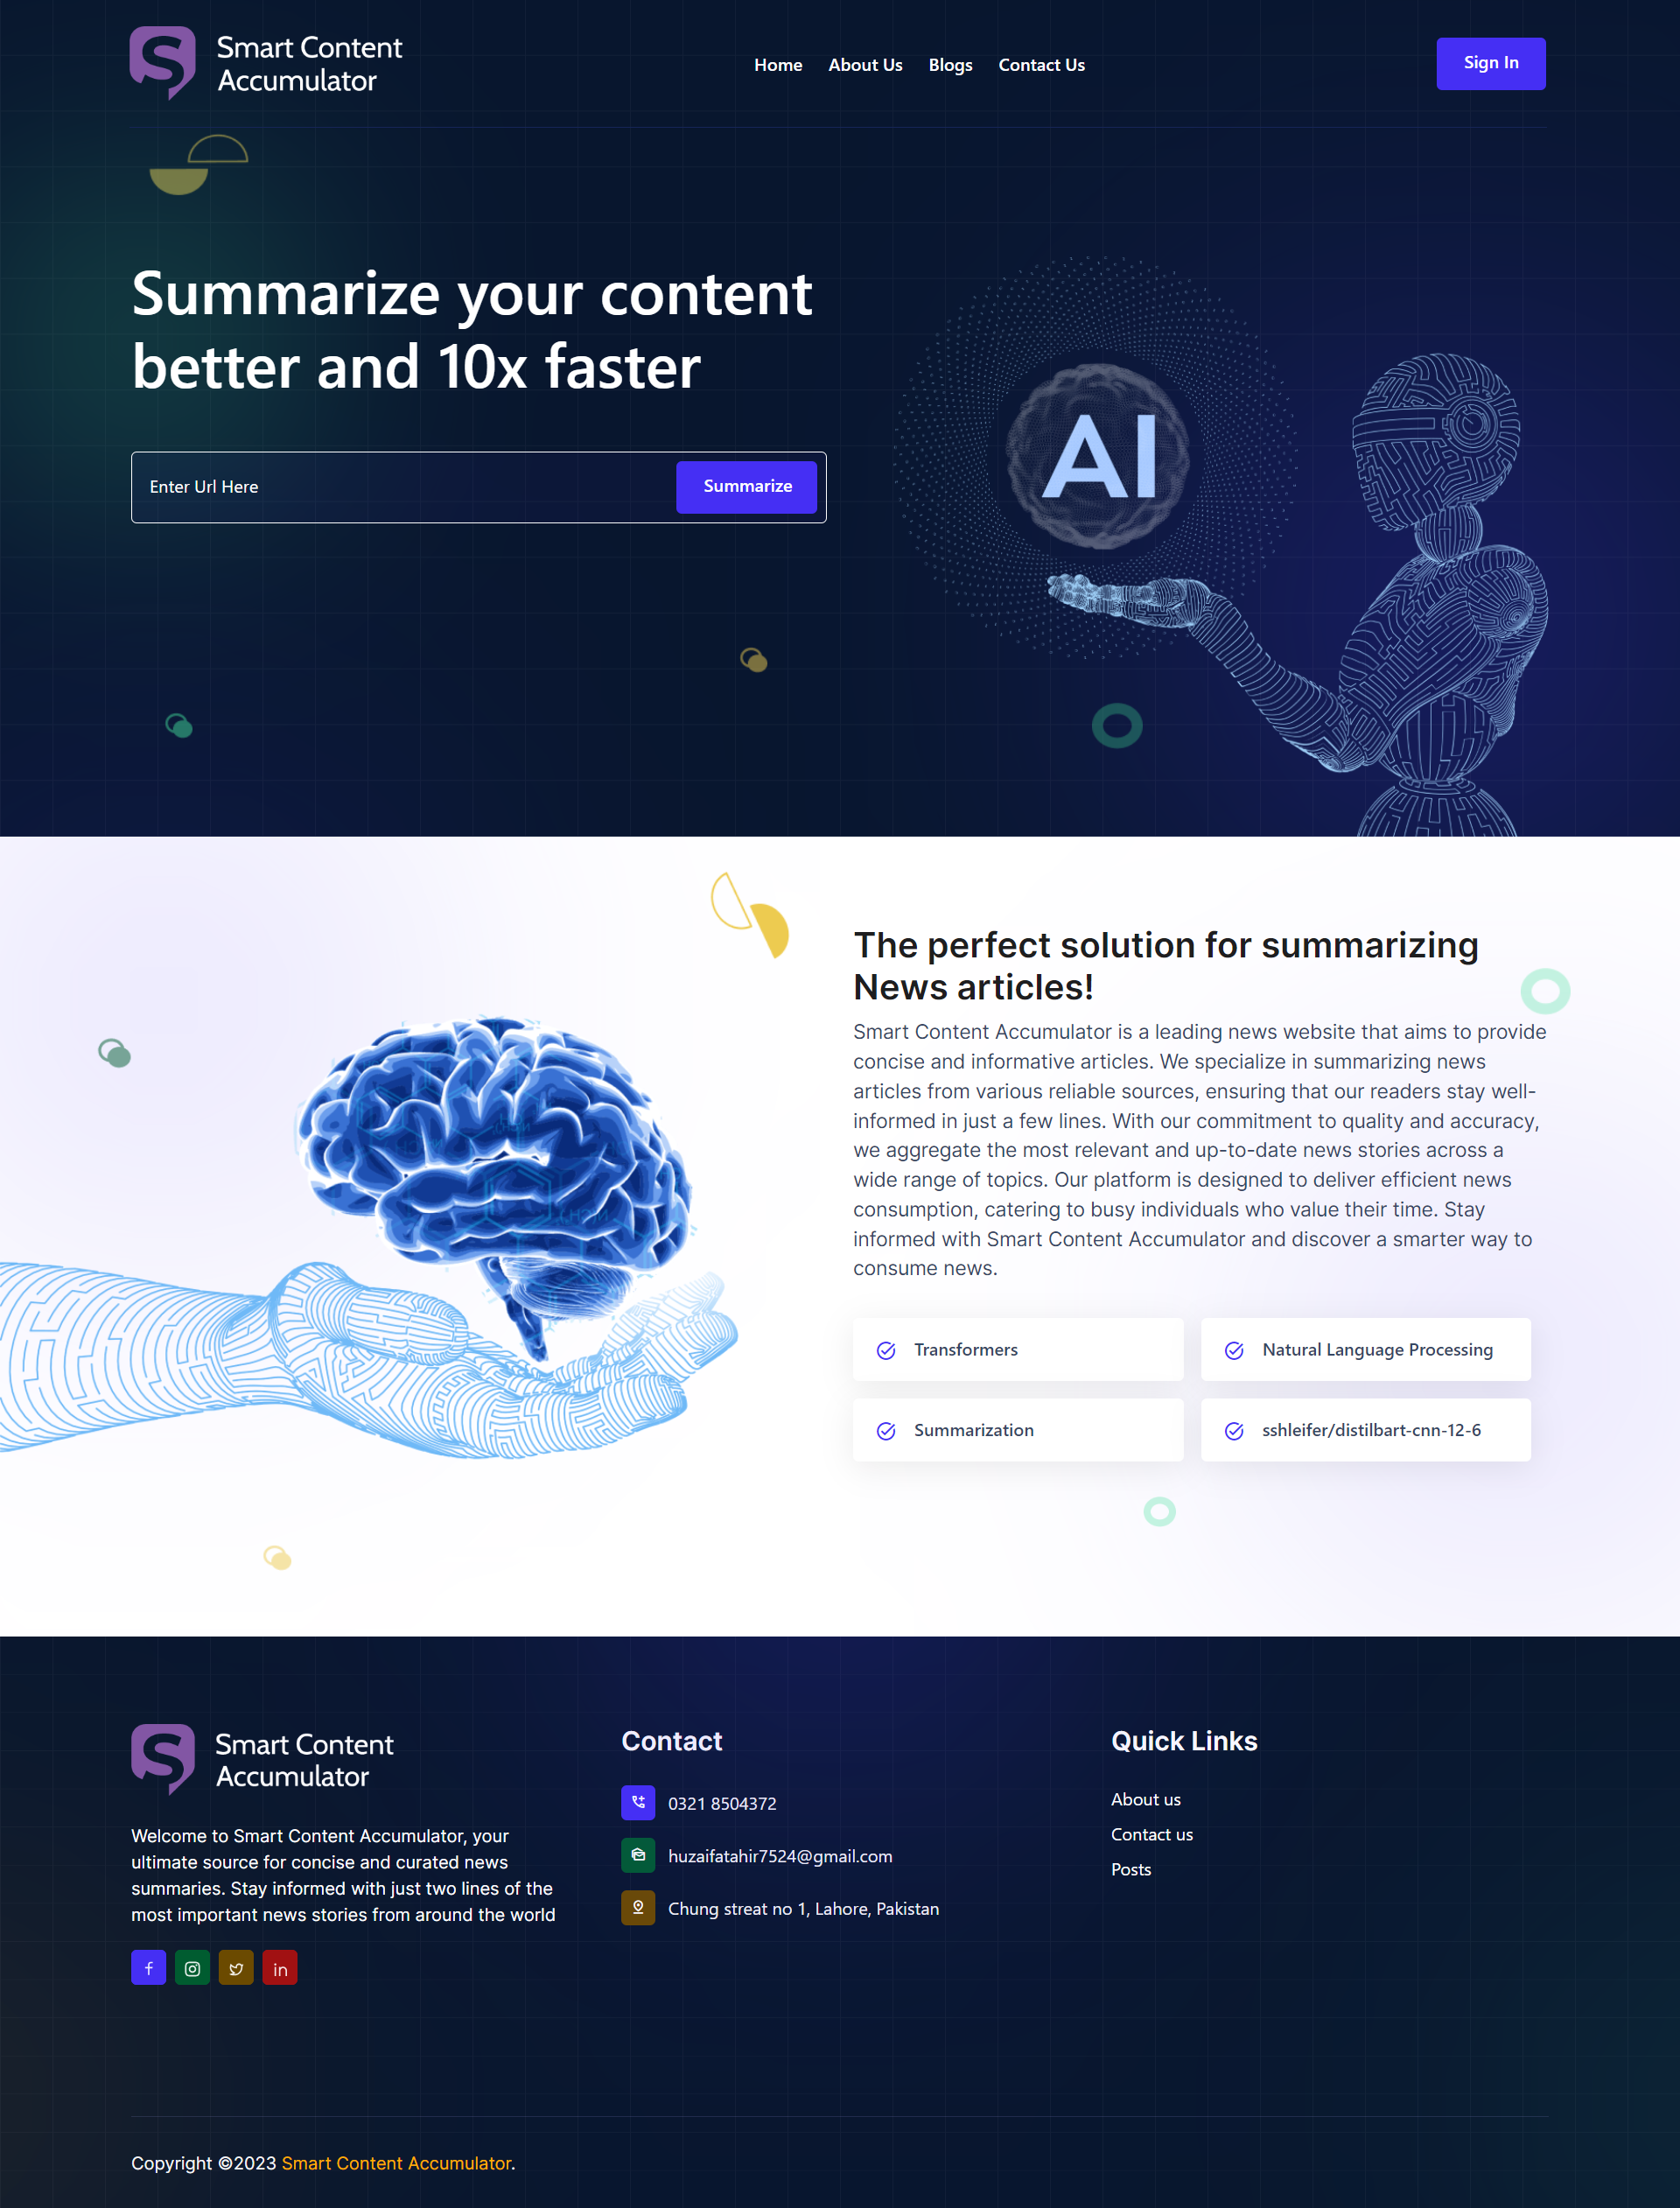 Smart Content
Accumulator
Home About Us Blogs Contact Us
Sign In
Summarize your content
better and 10x faster
Enter Url Here
Summarize
AI
The perfect solution for summarizing
News articles!
Smart Content Accumulator is a leading news website that aims to provide
concise and informative articles. We specialize in summarizing news
articles from various reliable sources, ensuring that our readers stay well-
informed in just a few lines. With our commitment to quality and accuracy,
we aggregate the most relevant and up-to-date news stories across a
wide range of topics. Our platform is designed to deliver efficient news
consumption, catering to busy individuals who value their time. Stay
informed with Smart Content Accumulator and discover a smarter way to
consume news.
Transformers
Natural Language Processing
Summarization
sshleifer/distilbart-cnn-12-6
Smart Content
Accumulator
Welcome to Smart Content Accumulator, your
ultimate source for concise and curated news
summaries. Stay informed with just two lines of the
most important news stories from around the world
Contact
0321 8504372
huzaifatahir7524@gmail.com
Chung streat no 1, Lahore, Pakistan
Quick Links
About us
Contact us
Posts
Copyright ©2023 Smart Content Accumulator.